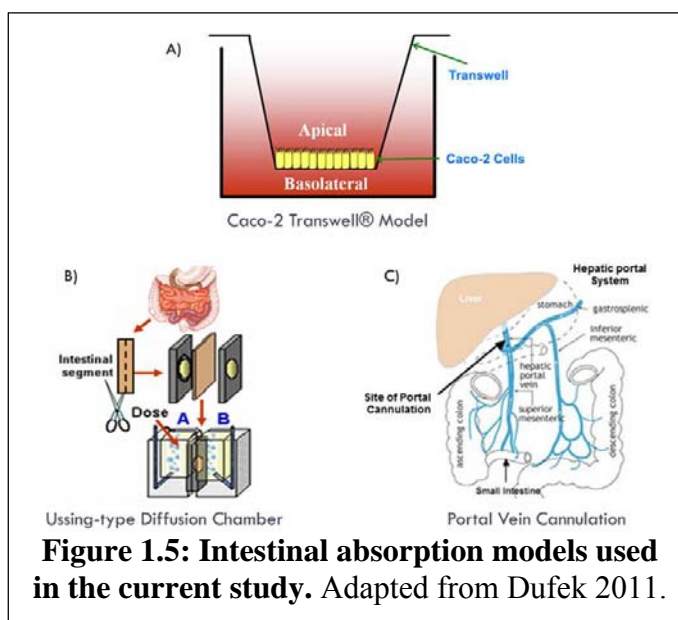 A)
Transwell
Apical
Caco-2 Cells
Basolateral
Caco-2 Transwell® Model
B)
Intestinal
segment
Dose
A B
Ussing-type Diffusion Chamber
C)
Hepatic portal
System
Liver
stomach
gastrosplenic
inferior
mesenteric
hepatic
portal
vein
Site of Portal
Cannulation
superior
mesenteric
ascending colon
descending colon
Small Intestine
Portal Vein Cannulation
Figure 1.5: Intestinal absorption models used
in the current study. Adapted from Dufek 2011.